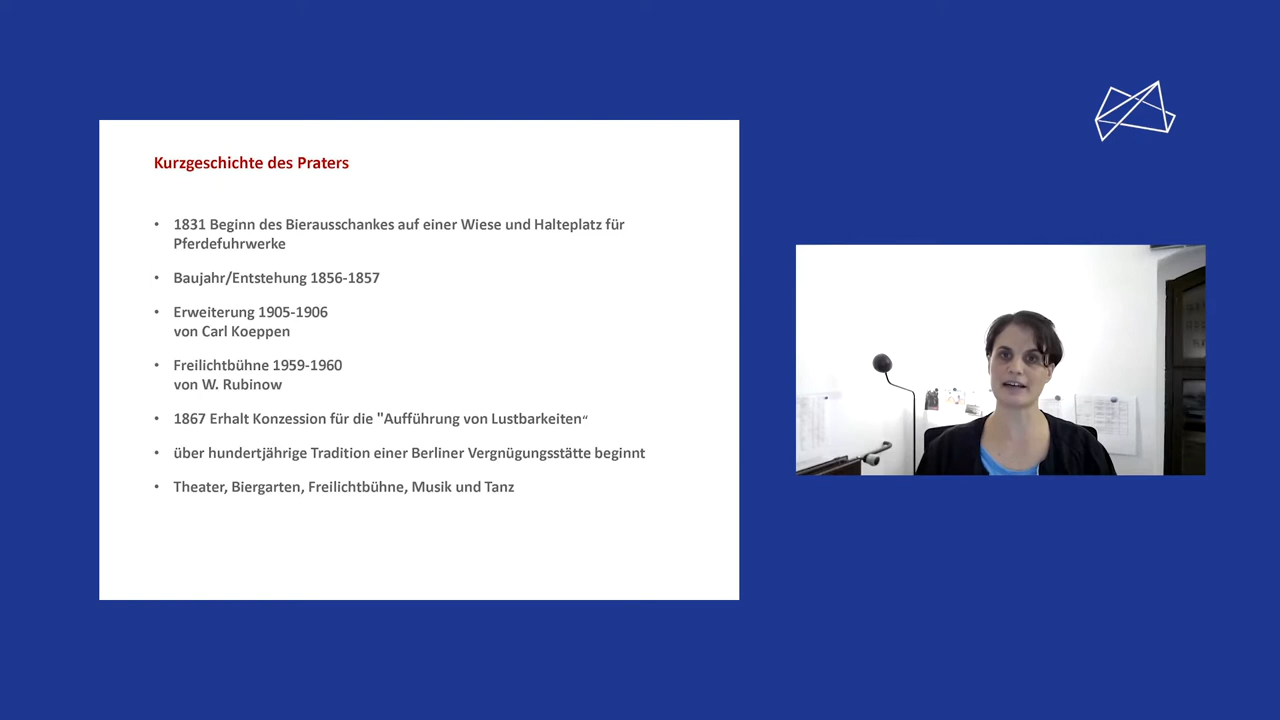 Kurzgeschichte des Praters
• 1831 Beginn des Bierausschankes auf einer Wiese und Halteplatz für
Pferdefuhrwerke
• Baujahr/Entstehung 1856-1857
• Erweiterung 1905-1906
von Carl Koeppen
• Freilichtbühne 1959-1960
von W. Rubinow
• 1867 Erhalt Konzession für die "Aufführung von Lustbarkeiten“
• über hundertjährige Tradition einer Berliner Vergnügungsstätte beginnt
• Theater, Biergarten, Freilichtbühne, Musik und Tanz